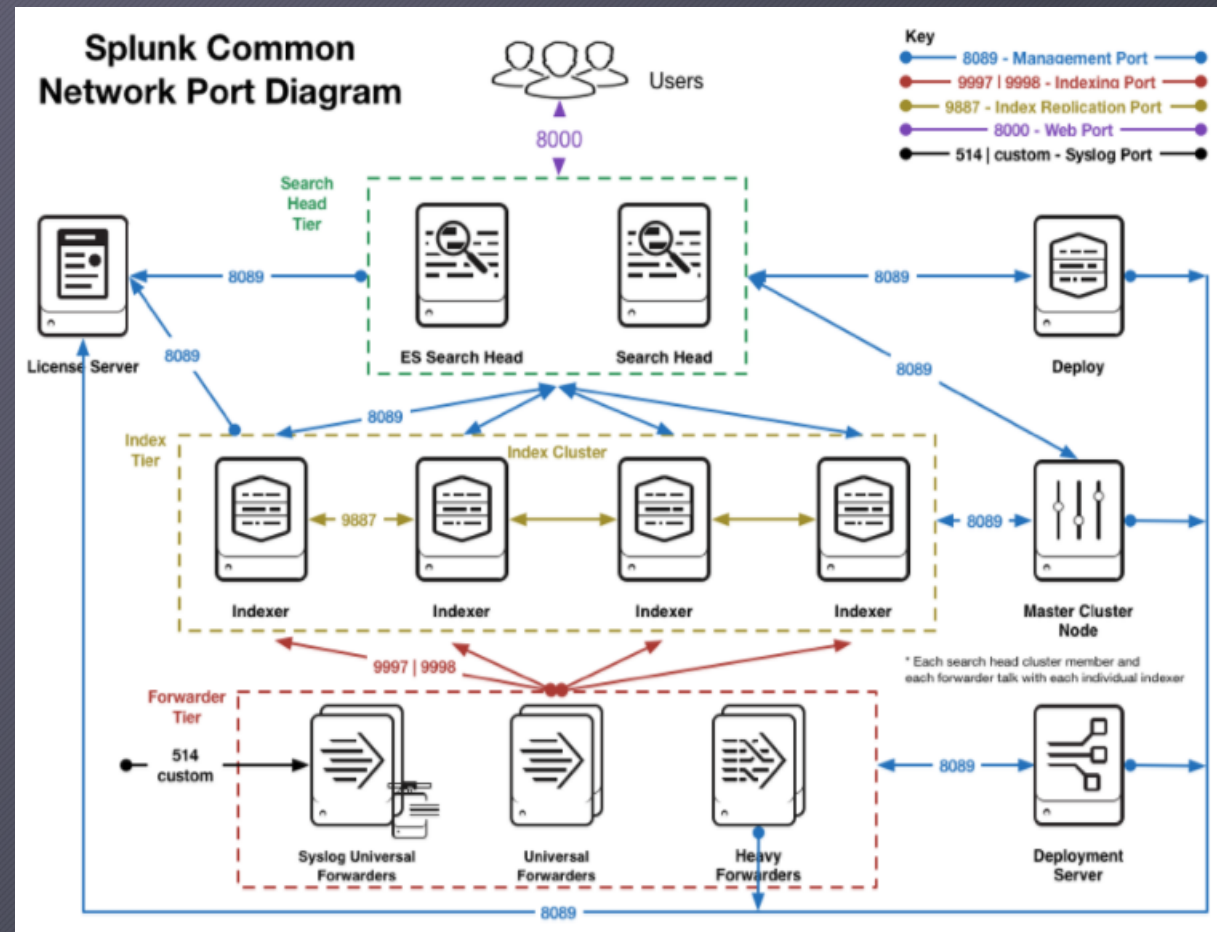 Splunk Common
Network Port Diagram
Users
8000
Key
8089 - Management Port
9997 | 9998 - Indexing Port
9887 - Index Replication Port
8000 - Web Port
514 | custom - Syslog Port
Search
Head
Tier
8089
8089
License Server
ES Search Head
Search Head
Deploy
8089
8089
8089
Index
Tier
Index Cluster
9887
8089
Indexer
Indexer
Indexer
Indexer
Master Cluster
Node
9997 | 9998
* Each search head cluster member and
each forwarder talk with each individual indexer
Forwarder
Tier
514
custom
8089
Syslog Universal
Forwarders
Universal
Forwarders
Heavy
Forwarders
Deployment
Server
8089